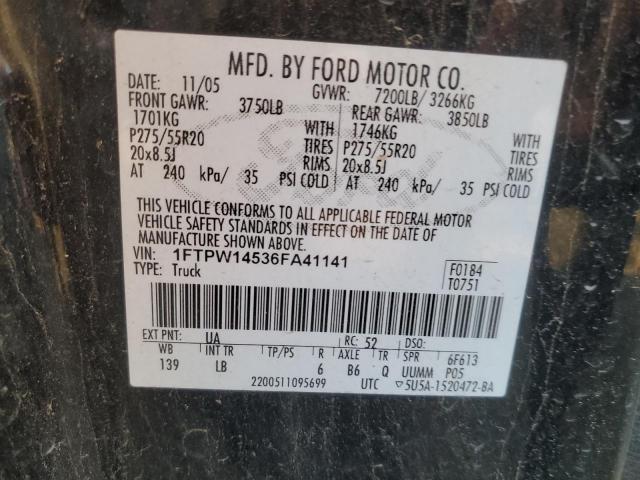 MFD. BY FORD MOTOR CO.
DATE: 11/05 GVWR: 7200LB/ 3266KG
FRONT GAWR: 3750LB REAR GAWR: 3850LB
1701KG WITH 1746KG WITH
P275/55R20 TIRES P275/55R20 TIRES
20x8.5J RIMS 20x8.5J RIMS
AT 240 kPa/ 35 PSI COLD AT 240 kPa/ 35 PSI COLD
THIS VEHICLE CONFORMS TO ALL APPLICABLE FEDERAL MOTOR
VEHICLE SAFETY STANDARDS IN EFFECT ON THE DATE OF
MANUFACTURE SHOWN ABOVE.
VIN: 1FTPW14536FA41141 F0184
TYPE: Truck T0751
EXT PNT: UA RC: 52 DSO:
WB INT TR TP/PS R AXLE TR SPR 6F613
139 LB 6 B6 Q UUMM P05
2200511095699 UTC ▽5U5A-1520472-BA